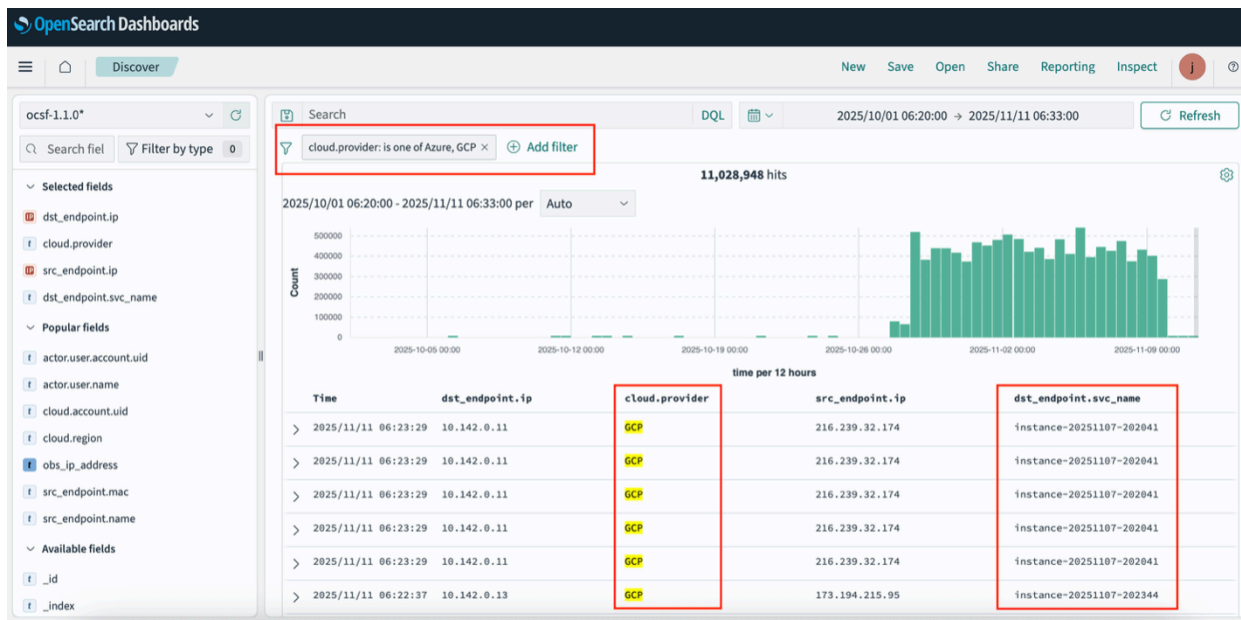 OpenSearch Dashboards
Discover
New Save Open Share Reporting Inspect j
ocsf-1.1.0*
Search DQL 2025/10/01 06:20:00 → 2025/11/11 06:33:00 Refresh
Search fiel Filter by type 0
cloud.provider: is one of Azure, GCP × Add filter
11,028,948 hits
2025/10/01 06:20:00 - 2025/11/11 06:33:00 per Auto
Selected fields
dst_endpoint.ip
cloud.provider
src_endpoint.ip
dst_endpoint.svc_name
Popular fields
actor.user.account.uid
actor.user.name
cloud.account.uid
cloud.region
obs_ip_address
src_endpoint.mac
src_endpoint.name
Available fields
_id
_index
Count
500000
400000
300000
200000
100000
0
2025-10-05 00:00 2025-10-12 00:00 2025-10-19 00:00 2025-10-26 00:00 2025-11-02 00:00 2025-11-09 00:00
time per 12 hours
Time dst_endpoint.ip cloud.provider src_endpoint.ip dst_endpoint.svc_name
2025/11/11 06:23:29 10.142.0.11 GCP 216.239.32.174 instance-20251107-202041
2025/11/11 06:23:29 10.142.0.11 GCP 216.239.32.174 instance-20251107-202041
2025/11/11 06:23:29 10.142.0.11 GCP 216.239.32.174 instance-20251107-202041
2025/11/11 06:23:29 10.142.0.11 GCP 216.239.32.174 instance-20251107-202041
2025/11/11 06:23:29 10.142.0.11 GCP 216.239.32.174 instance-20251107-202041
2025/11/11 06:22:37 10.142.0.13 GCP 173.194.215.95 instance-20251107-202344